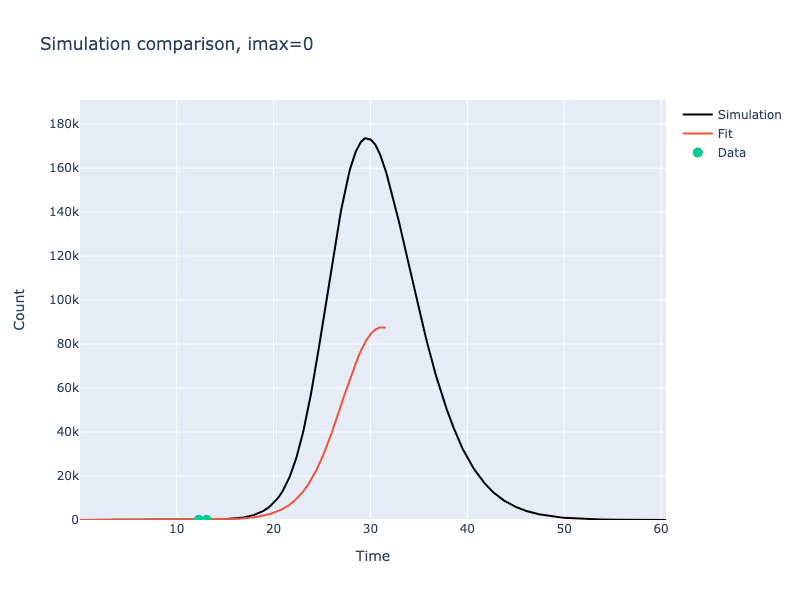 Simulation comparison, imax=0
Simulation
Fit
Data
180k
160k
140k
120k
100k
80k
60k
40k
20k
0
10
20
30
40
50
60
Count
Time